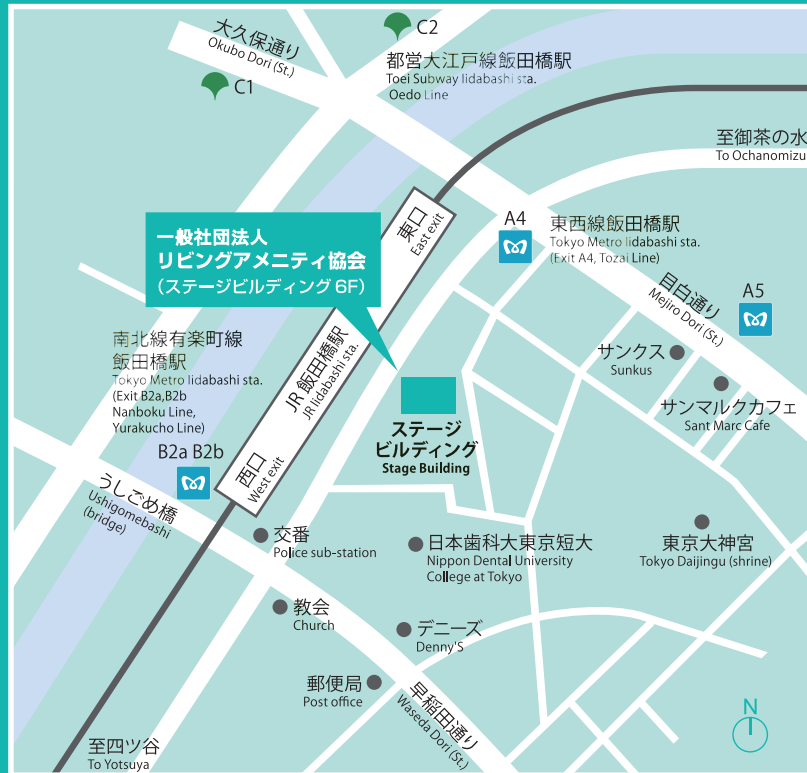 大久保通り
Okubo Dori (St.)
C2
C1
都営大江戸線飯田橋駅
Toei Subway Iidabashi sta.
Oedo Line
至御茶の水
To Ochanomizu
一般社団法人
リビングアメニティ協会
（ステージビルディング 6F）
東口
East exit
A4
東西線飯田橋駅
Tokyo Metro Iidabashi sta.
(Exit A4, Tozai Line)
目白通り
Mejiro Dori (St.)
A5
南北線有楽町線
飯田橋駅
Tokyo Metro Iidabashi sta.
(Exit B2a,B2b
Nanboku Line,
Yurakucho Line)
B2a B2b
JR 飯田橋駅
JR Iidabashi sta.
サンクス
Sunkus
サンマルクカフェ
Sant Marc Cafe
ステージ
ビルディング
Stage Building
西口
West exit
うしごめ橋
Ushigomebashi
(bridge)
交番
Police sub-station
日本歯科大東京短大
Nippon Dental University
College at Tokyo
東京大神宮
Tokyo Daijingu (shrine)
教会
Church
デニーズ
Denny'S
郵便局
Post office
早稲田通り
Waseda Dori (St.)
至四ツ谷
To Yotsuya
N